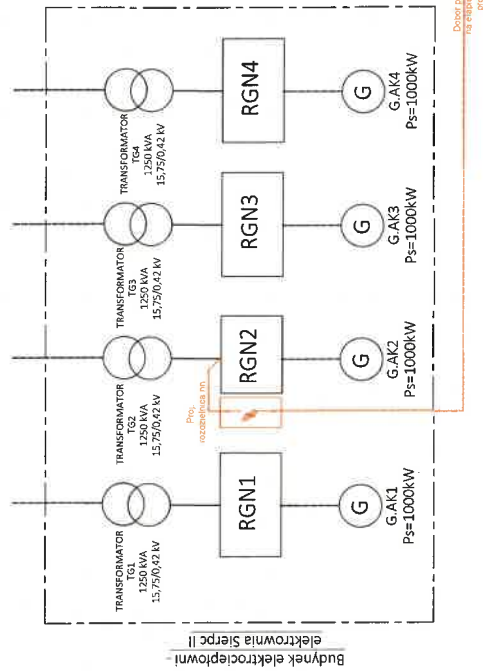 TRANSFORMATOR
TG1
1250 kVA
15,75/0,42 kV
RGN1
G
G.AK1
Ps=1000kW
TRANSFORMATOR
TG2
1250 kVA
15,75/0,42 kV
Proj.
rozdzielnica nn
RGN2
G
G.AK2
Ps=1000kW
TRANSFORMATOR
TG3
1250 kVA
15,75/0,42 kV
RGN3
G
G.AK3
Ps=1000kW
TRANSFORMATOR
TG4
1250 kVA
15,75/0,42 kV
RGN4
G
G.AK4
Ps=1000kW
Budynek elektrociepłowni -
elektrownia Sierpc II
Dobór
na etapie